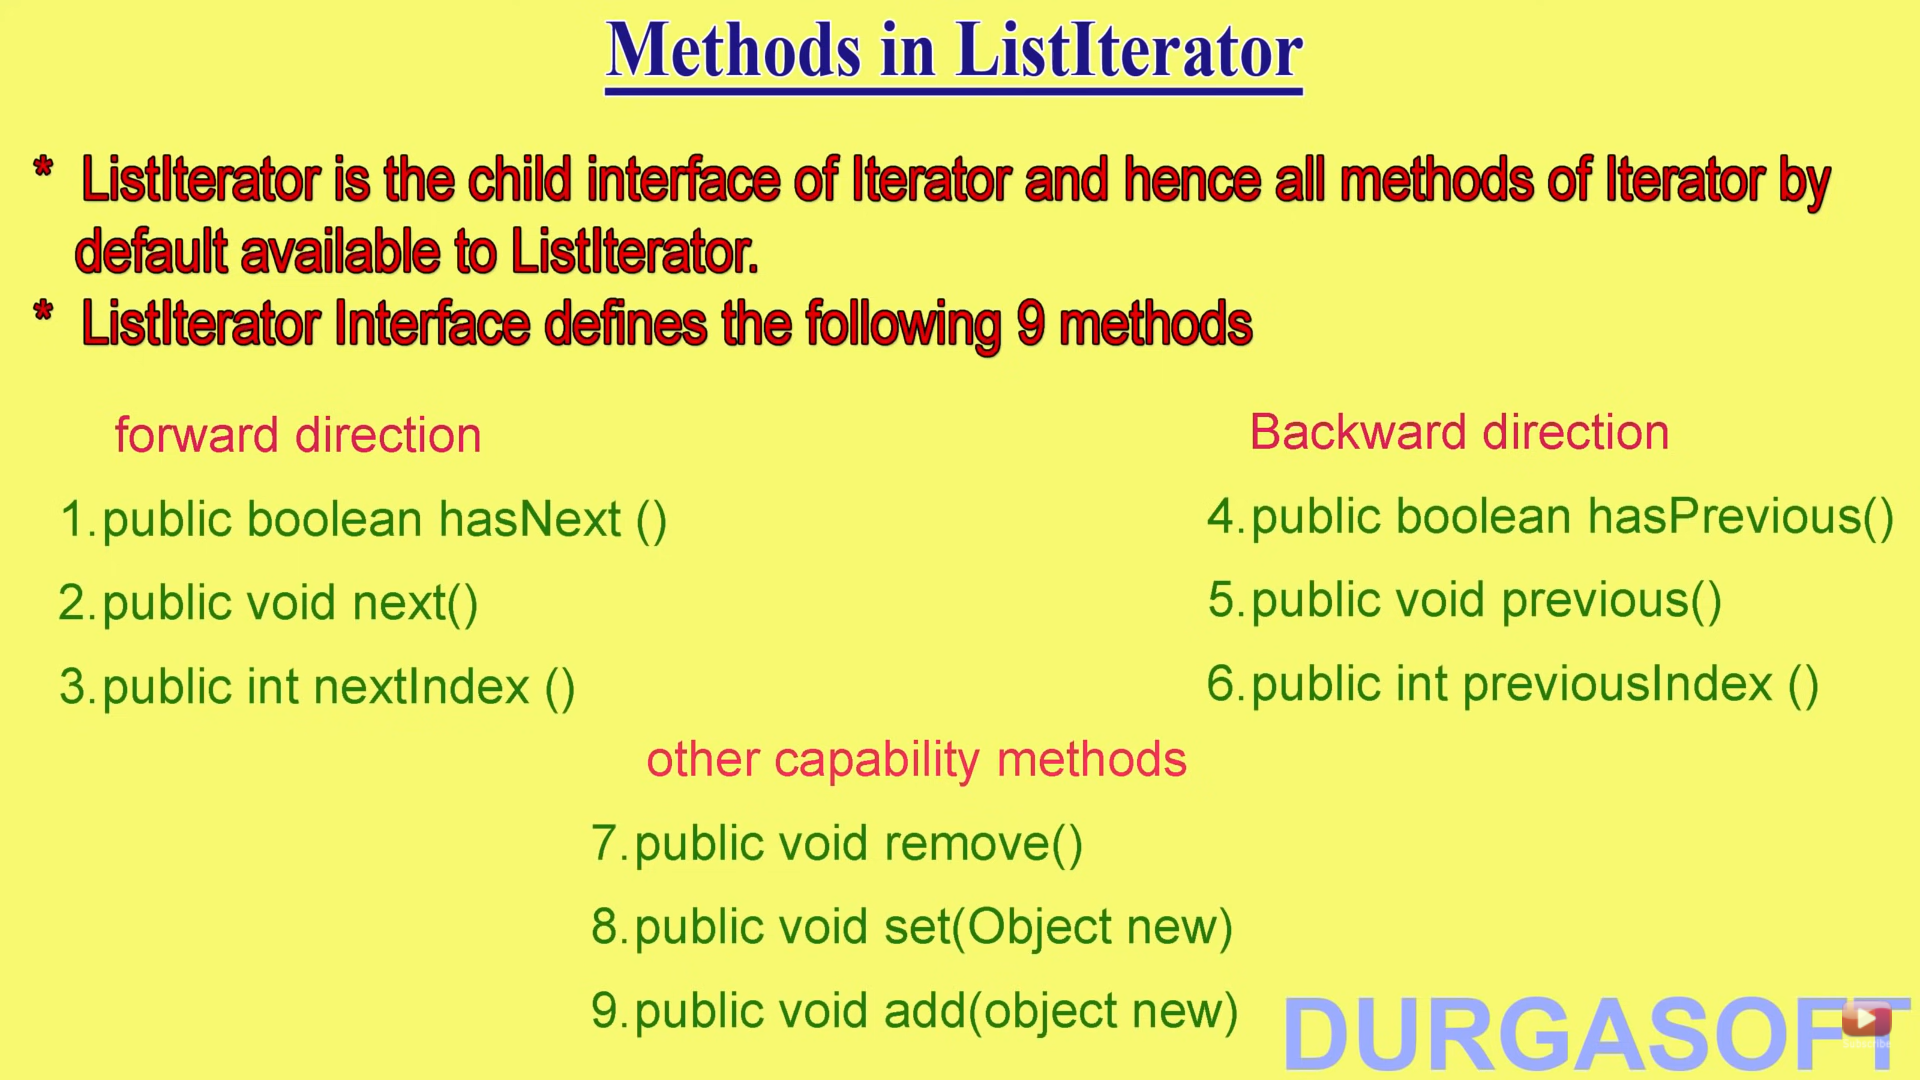 Methods in ListIterator
* ListIterator is the child interface of Iterator and hence all methods of Iterator by
default available to ListIterator.
* ListIterator Interface defines the following 9 methods
forward direction
1.public boolean hasNext ()
2.public void next()
3.public int nextIndex ()
Backward direction
4.public boolean hasPrevious()
5.public void previous()
6.public int previousIndex ()
other capability methods
7.public void remove()
8.public void set(Object new)
9.public void add(object new)
DURGASOFT
Subscribe